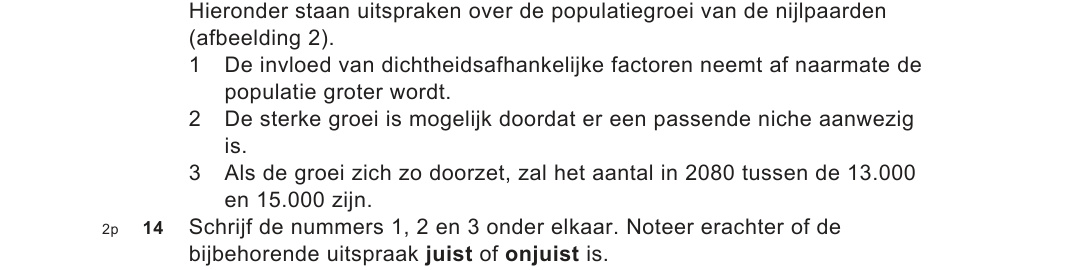 Hieronder staan uitspraken over de populatiegroei van de nijlpaarden
(afbeelding 2).
1 De invloed van dichtheidsafhankelijke factoren neemt af naarmate de
populatie groter wordt.
2 De sterke groei is mogelijk doordat er een passende niche aanwezig
is.
3 Als de groei zich zo doorzet, zal het aantal in 2080 tussen de 13.000
en 15.000 zijn.
2p 14 Schrijf de nummers 1, 2 en 3 onder elkaar. Noteer erachter of de
bijbehorende uitspraak juist of onjuist is.